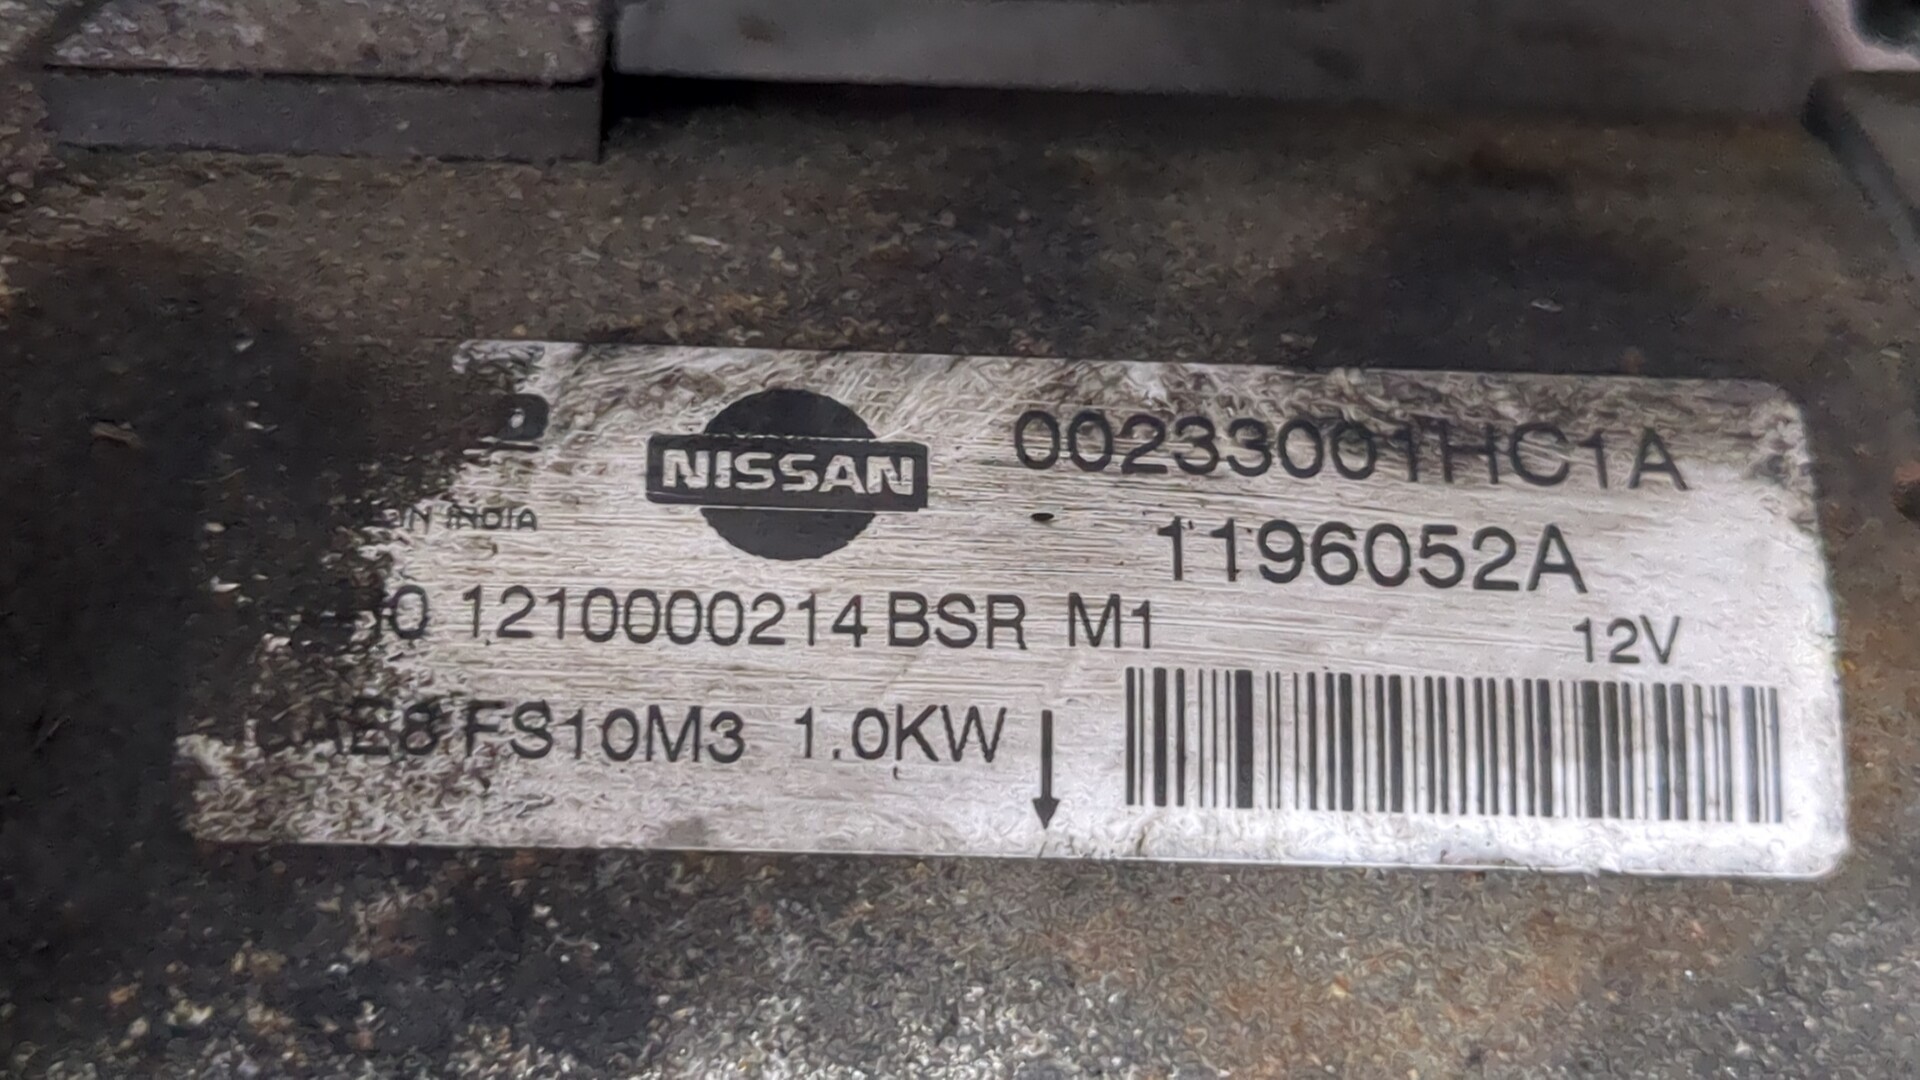 NISSAN
00233001HC1A
IN INDIA
1196052A
1210000214 BSR M1
12V
FS10M3 1.0KW